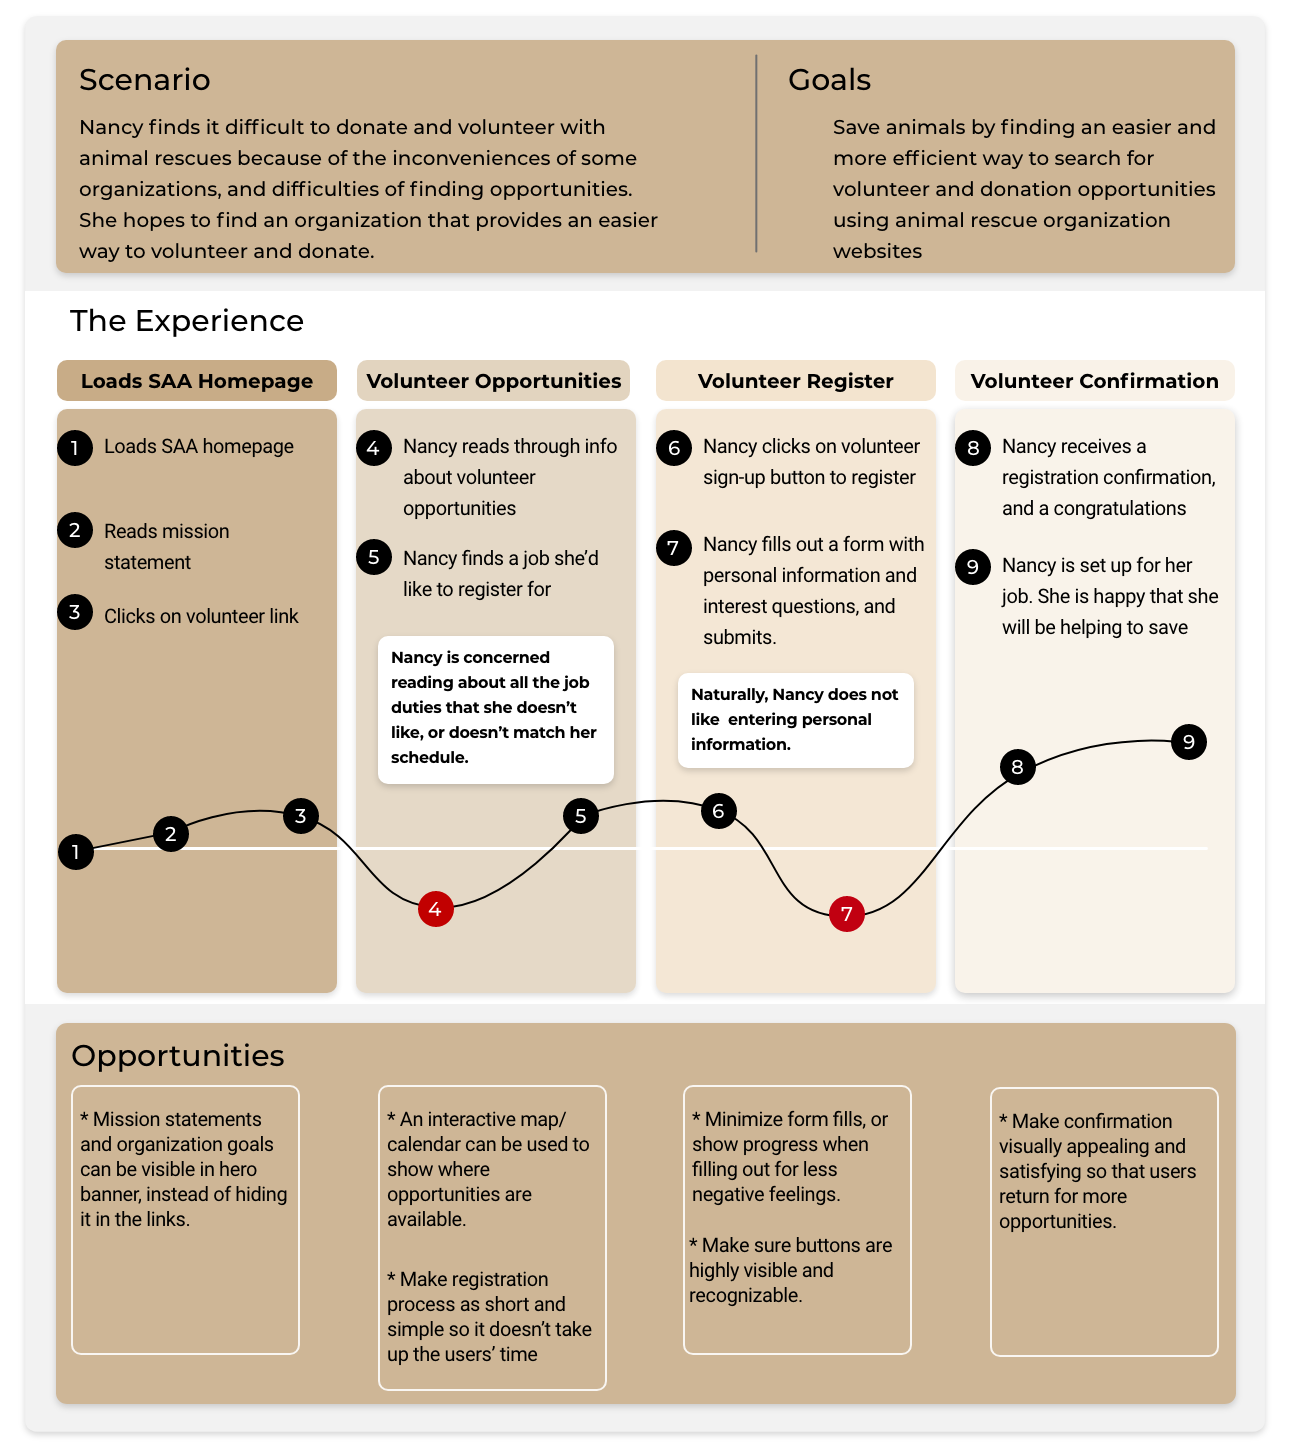 Scenario
Nancy finds it difficult to donate and volunteer with
animal rescues because of the inconveniences of some
organizations, and difficulties of finding opportunities.
She hopes to find an organization that provides an easier
way to volunteer and donate.
Goals
Save animals by finding an easier and
more efficient way to search for
volunteer and donation opportunities
using animal rescue organization
websites
The Experience
Loads SAA Homepage
1 Loads SAA homepage
2 Reads mission
statement
3 Clicks on volunteer link
Volunteer Opportunities
4 Nancy reads through info
about volunteer
opportunities
5 Nancy finds a job she’d
like to register for
Nancy is concerned
reading about all the job
duties that she doesn’t
like, or doesn’t match her
schedule.
Volunteer Register
6 Nancy clicks on volunteer
sign-up button to register
7 Nancy fills out a form with
personal information and
interest questions, and
submits.
Naturally, Nancy does not
like  entering personal
information.
Volunteer Confirmation
8 Nancy receives a
registration confirmation,
and a congratulations
9 Nancy is set up for her
job. She is happy that she
will be helping to save
1
2
3
4
5
6
7
8
9
Opportunities
* Mission statements
and organization goals
can be visible in hero
banner, instead of hiding
it in the links.
* An interactive map/
calendar can be used to
show where
opportunities are
available.
* Make registration
process as short and
simple so it doesn’t take
up the users’ time
* Minimize form fills, or
show progress when
filling out for less
negative feelings.
* Make sure buttons are
highly visible and
recognizable.
* Make confirmation
visually appealing and
satisfying so that users
return for more
opportunities.